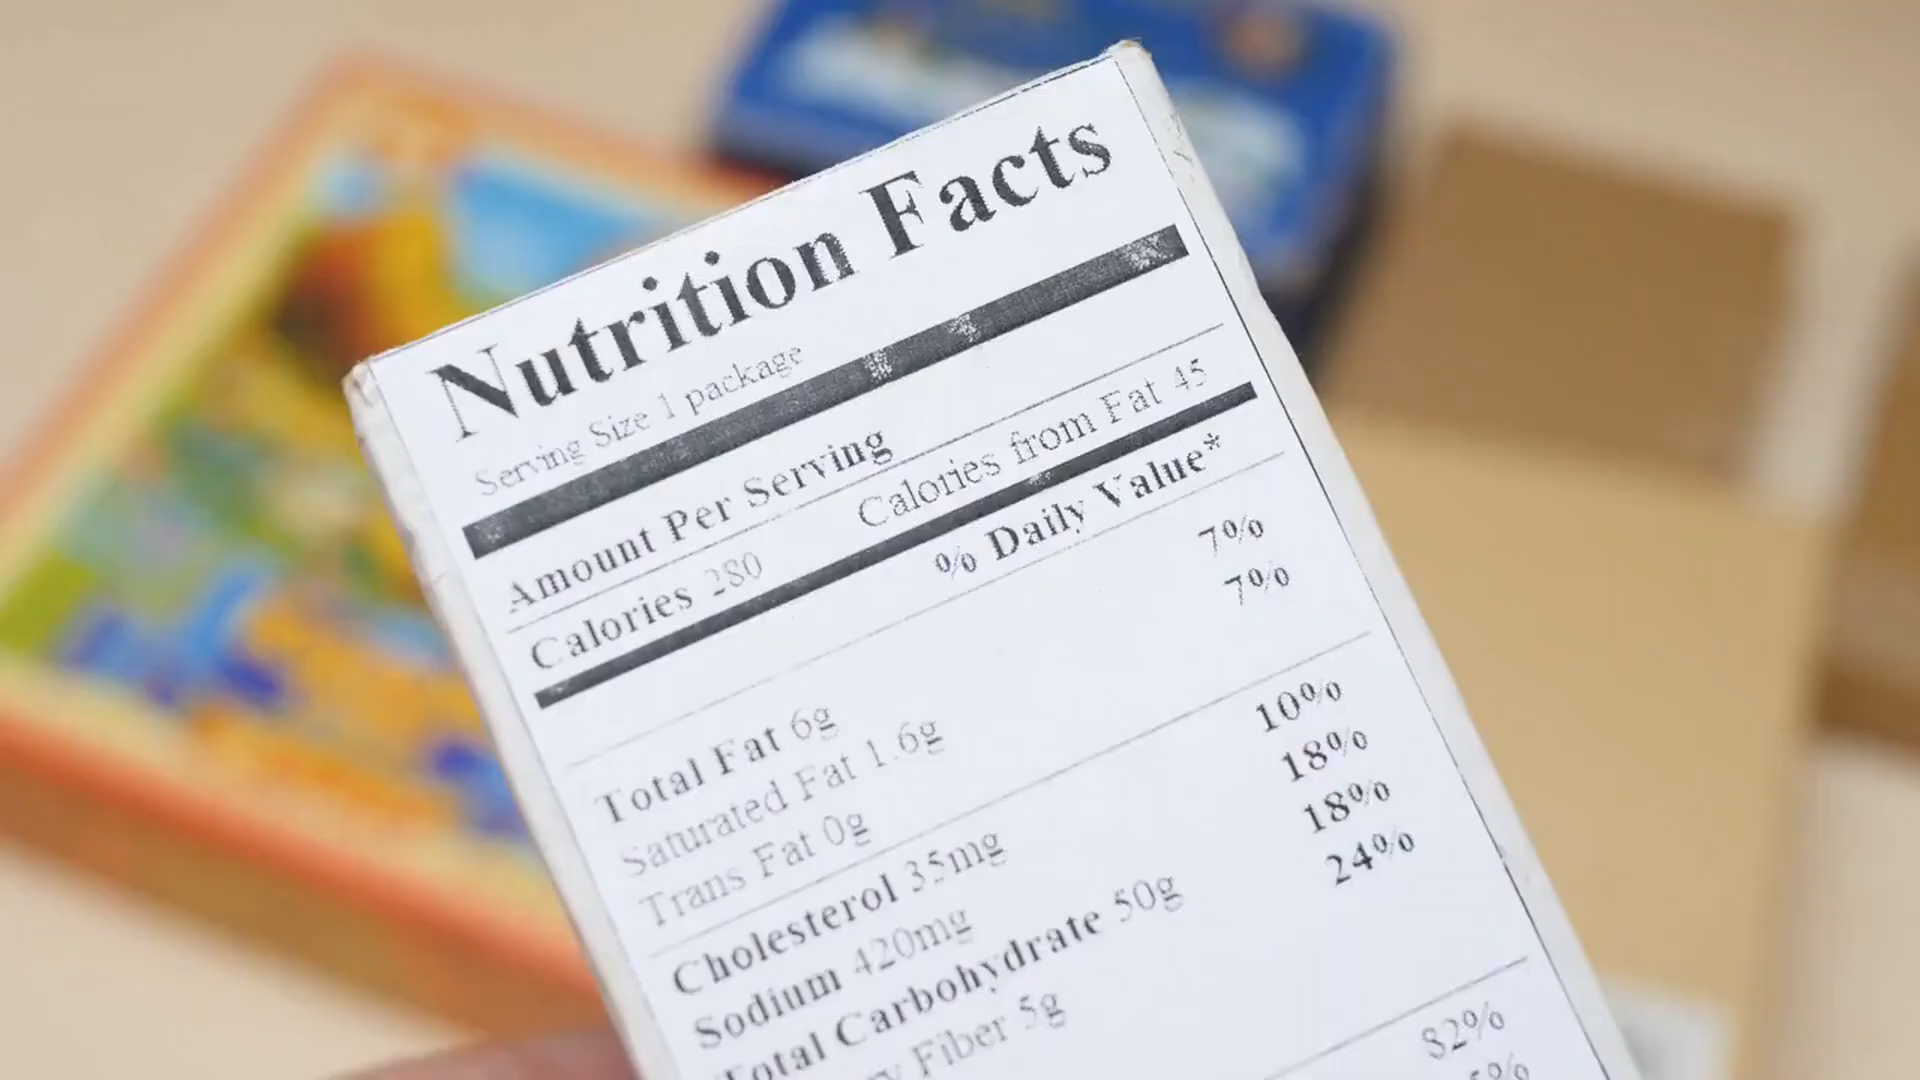 Nutrition Facts
Serving Size 1 package
Amount Per Serving
Calories 280 Calories from Fat 45
% Daily Value*
Total Fat 6g 7%
Saturated Fat 1.6g 7%
Trans Fat 0g
Cholesterol 35mg 10%
Sodium 420mg 18%
Total Carbohydrate 50g 18%
Fiber 5g 24%
82%